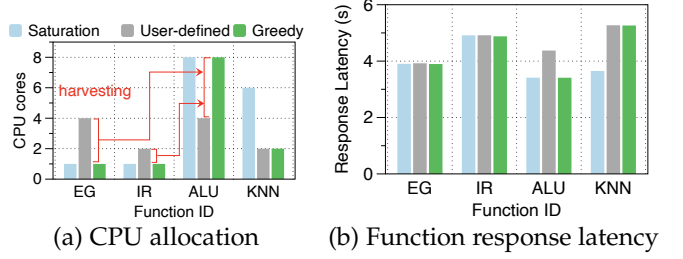 Saturation User-defined Greedy
CPU cores
8
6
4
2
0
harvesting
EG IR ALU KNN
Function ID
(a) CPU allocation
Response Latency (s)
6
4
2
0
EG IR ALU KNN
Function ID
(b) Function response latency